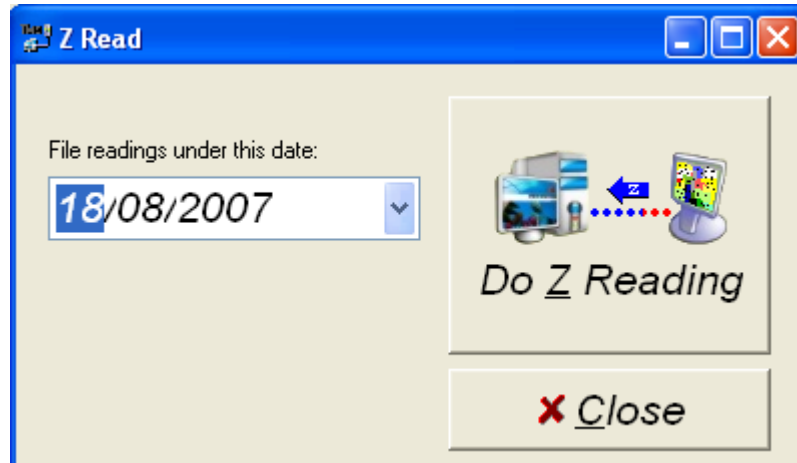 Z Read
File readings under this date:
18/08/2007
Z
Do Z Reading
Close